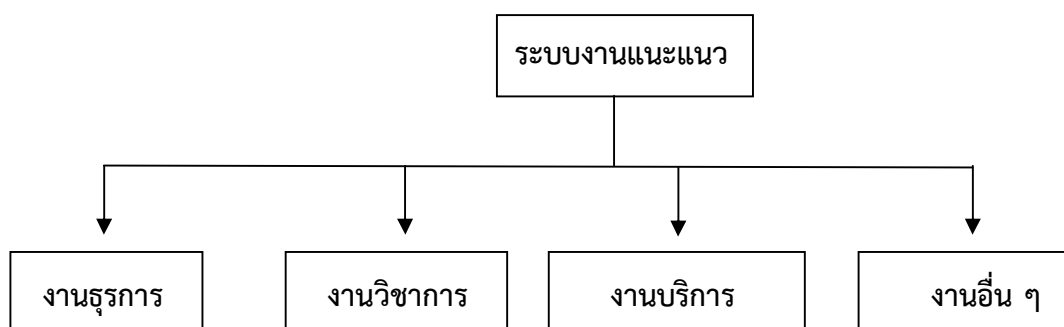 ระบบงานแนะแนว
งานธุรการ
งานวิชาการ
งานบริการ
งานอื่น ๆ